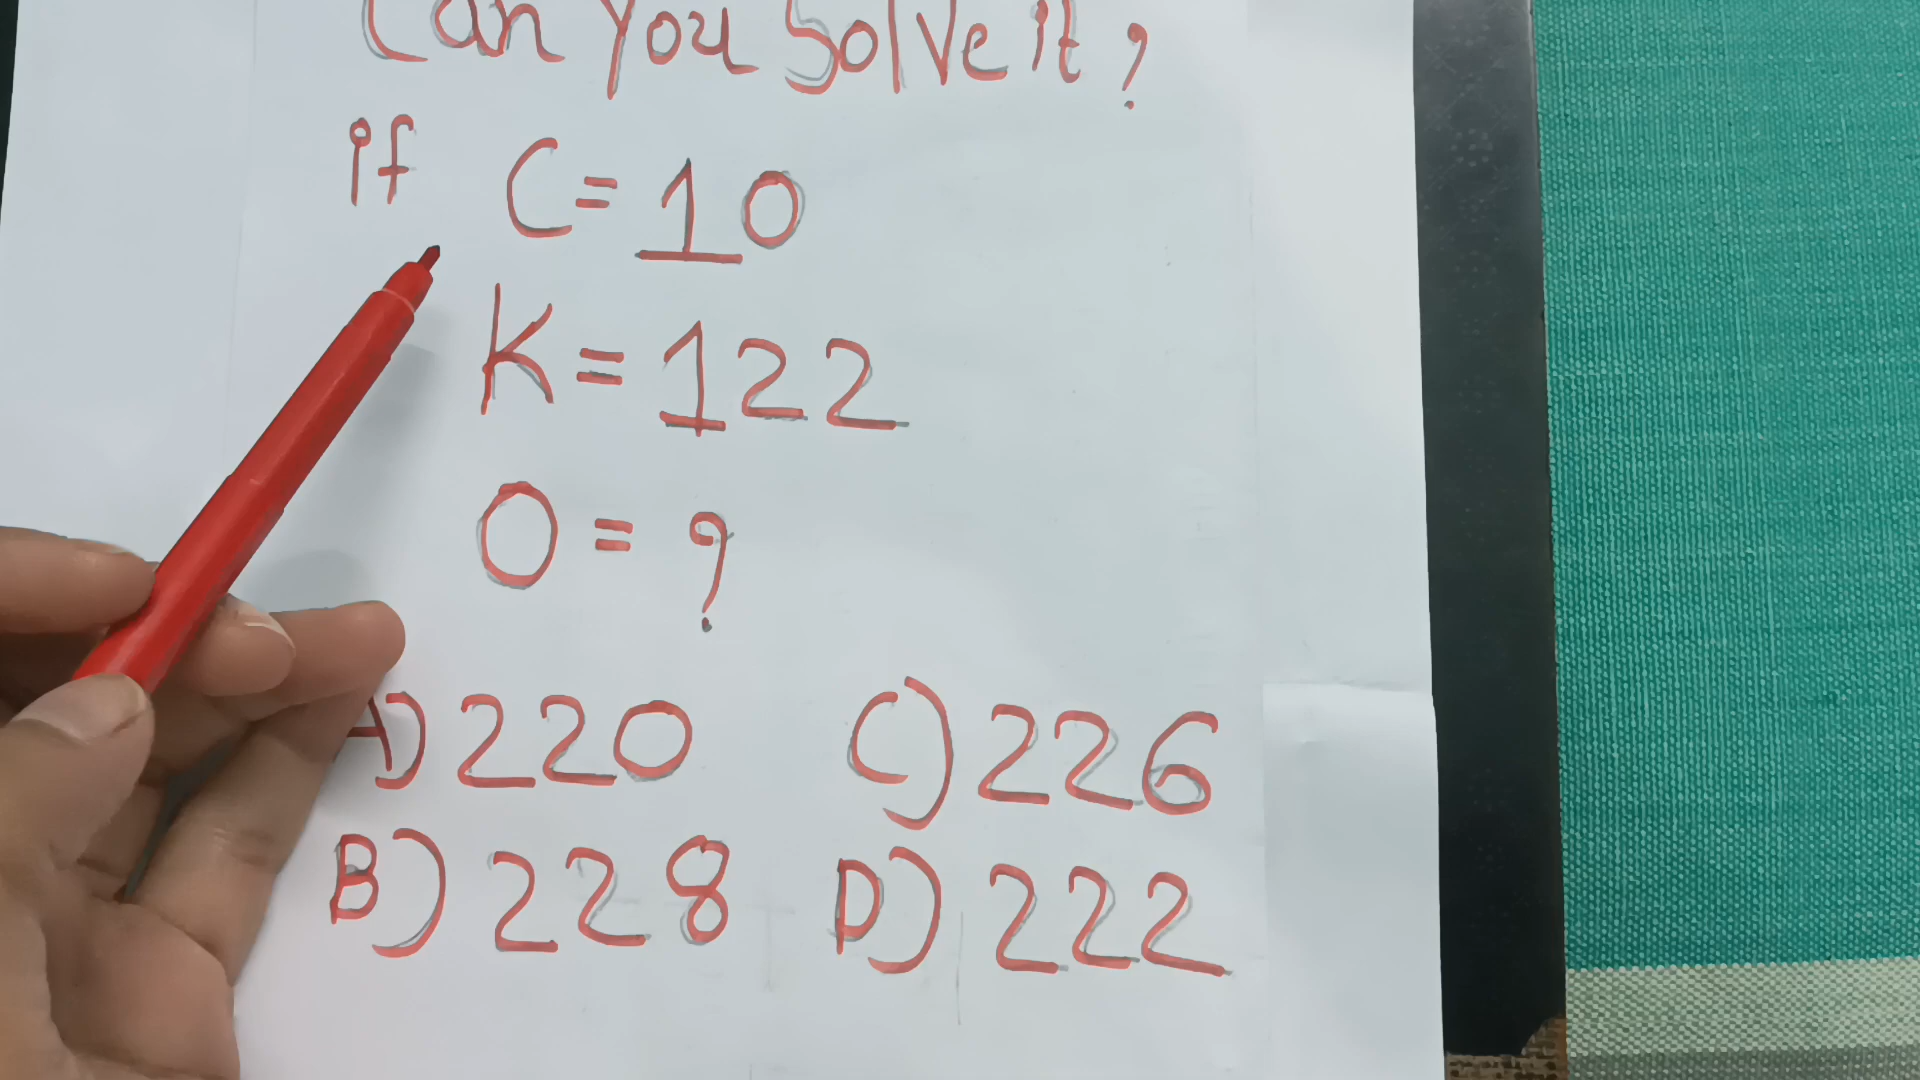 Can You Solve it?
if C = 10
K = 122
O = ?
A) 220 C) 226
B) 228 D) 222